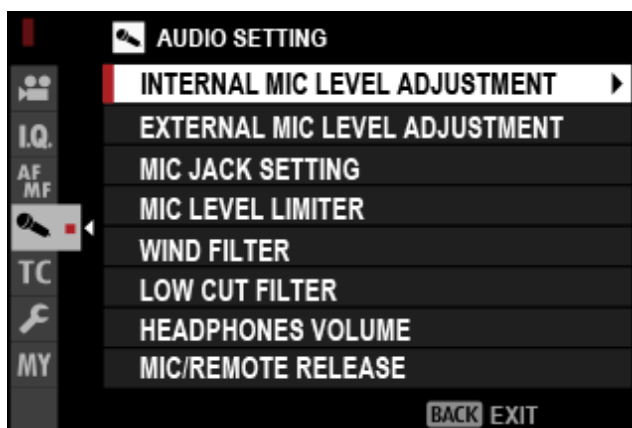 AUDIO SETTING
INTERNAL MIC LEVEL ADJUSTMENT
I.Q.
EXTERNAL MIC LEVEL ADJUSTMENT
AF
MF
MIC JACK SETTING
MIC LEVEL LIMITER
WIND FILTER
TC
LOW CUT FILTER
HEADPHONES VOLUME
MY
MIC/REMOTE RELEASE
BACK EXIT